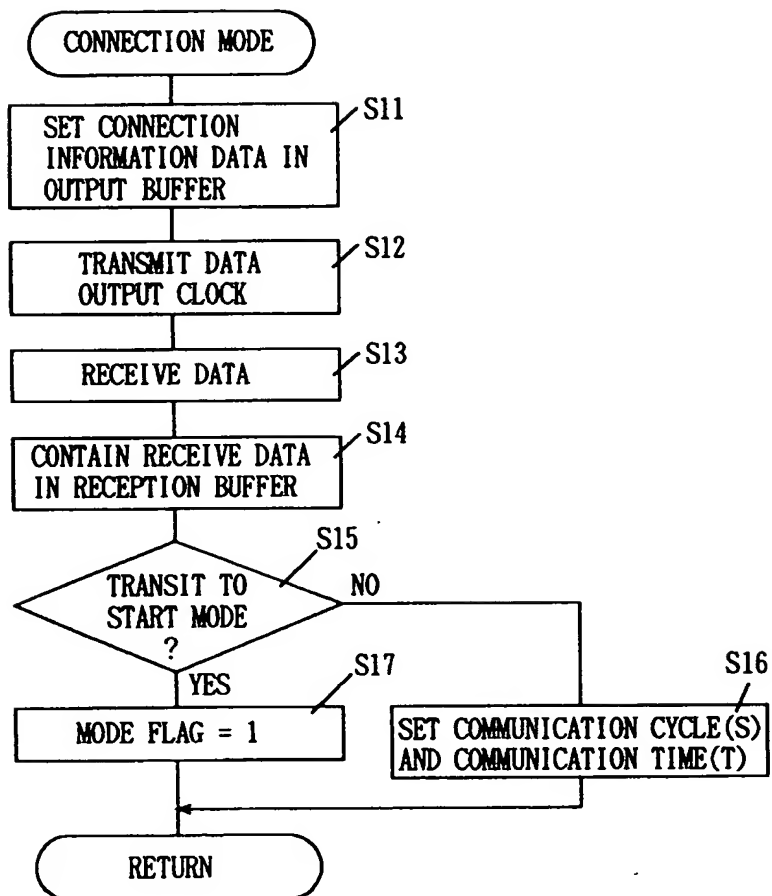 CONNECTION MODE
S11
SET CONNECTION
INFORMATION DATA IN
OUTPUT BUFFER
S12
TRANSMIT DATA
OUTPUT CLOCK
S13
RECEIVE DATA
S14
CONTAIN RECEIVE DATA
IN RECEPTION BUFFER
S15
TRANSIT TO
START MODE
?
NO
YES
S17
MODE FLAG = 1
S16
SET COMMUNICATION CYCLE(S)
AND COMMUNICATION TIME(T)
RETURN